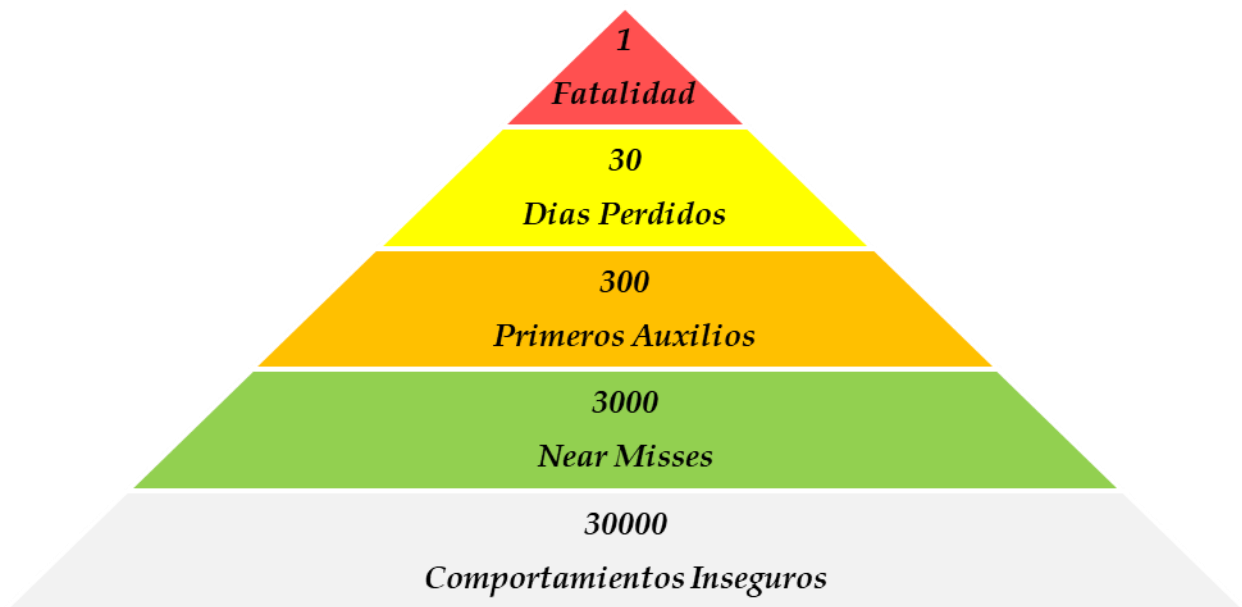 1
Fatalidad
30
Dias Perdidos
300
Primeros Auxilios
3000
Near Misses
30000
Comportamientos Inseguros